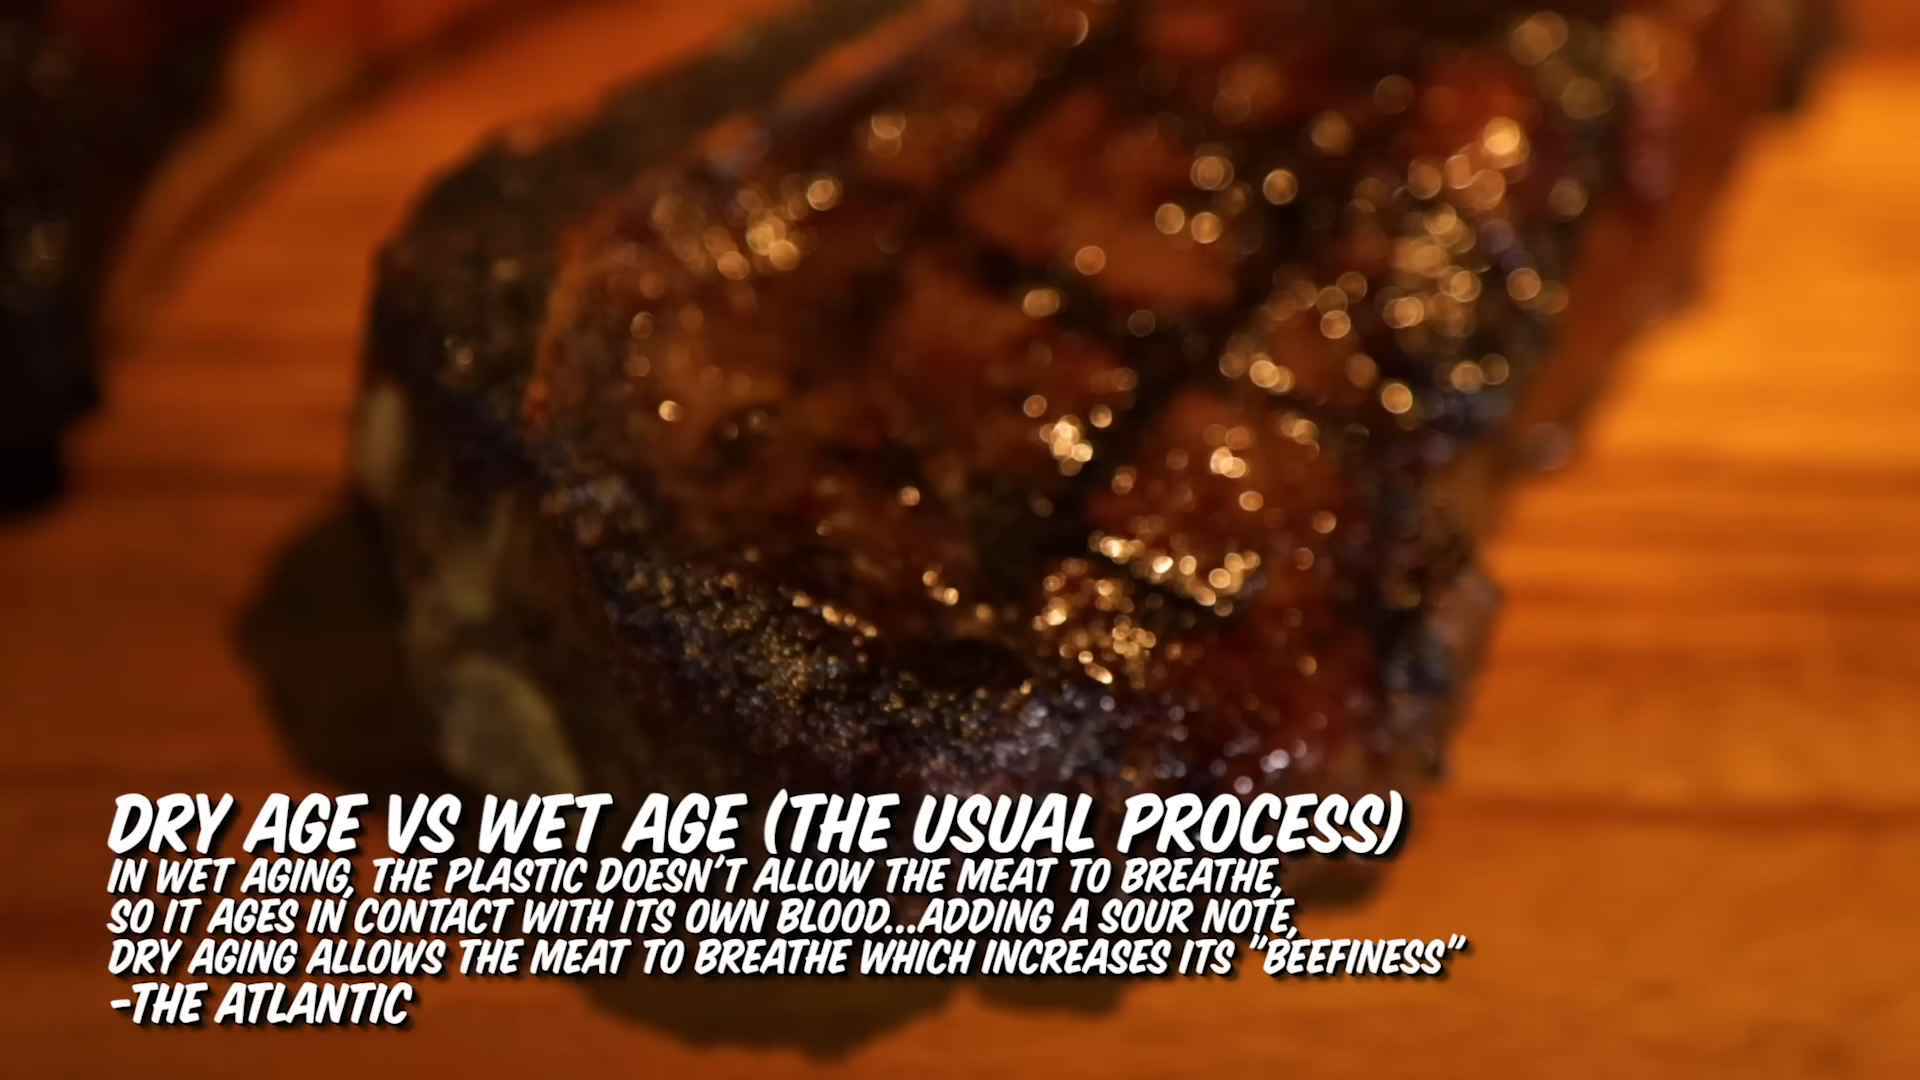 DRY AGE VS WET AGE (THE USUAL PROCESS)
IN WET AGING, THE PLASTIC DOESN'T ALLOW THE MEAT TO BREATHE,
SO IT AGES IN CONTACT WITH ITS OWN BLOOD...ADDING A SOUR NOTE,
DRY AGING ALLOWS THE MEAT TO BREATHE WHICH INCREASES ITS "BEEFINESS"
-THE ATLANTIC